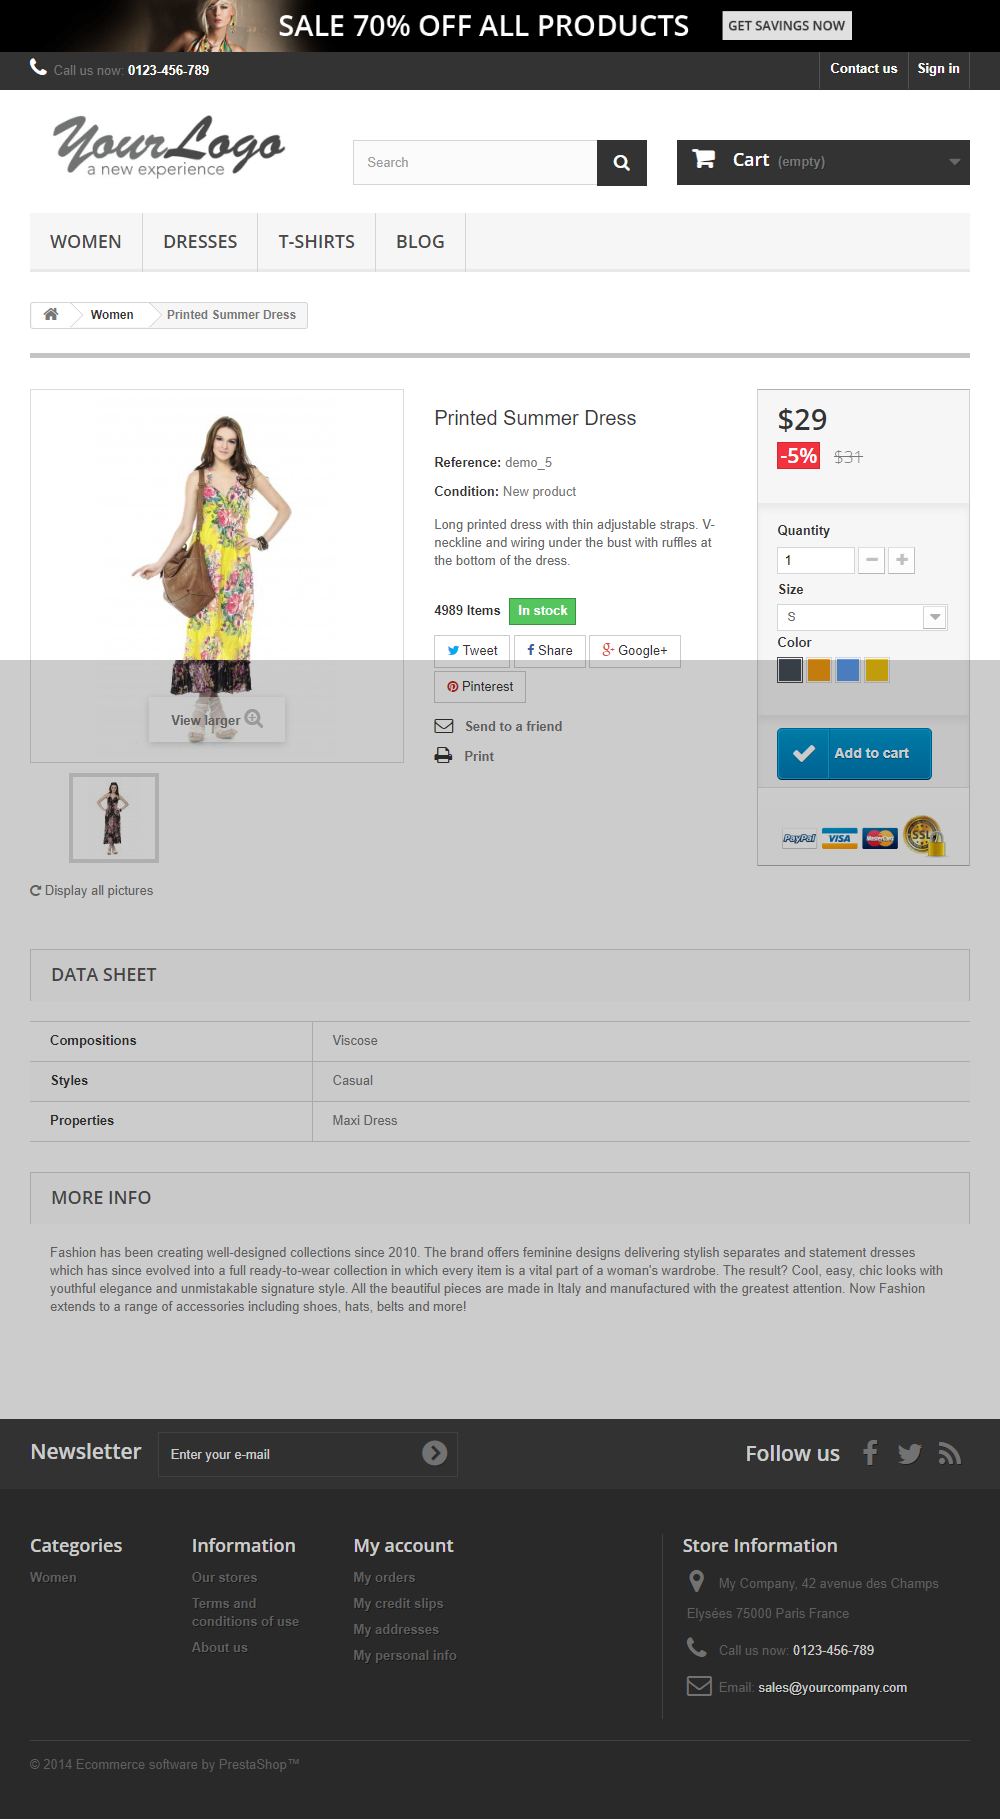 SALE 70% OFF ALL PRODUCTS GET SAVINGS NOW
Call us now: 0123-456-789 Contact us Sign in
YourLogo
a new experience
Search
Cart (empty)
WOMEN DRESSES T-SHIRTS BLOG
Women Printed Summer Dress
Printed Summer Dress
Reference: demo_5
Condition: New product
Long printed dress with thin adjustable straps. V-
neckline and wiring under the bust with ruffles at
the bottom of the dress.
4989 Items In stock
Tweet Share Google+
Pinterest
Send to a friend
Print
$29
-5% $31
Quantity
1
Size
S
Color
Add to cart
PayPal VISA MasterCard SSL
View larger
Display all pictures
DATA SHEET
Compositions Viscose
Styles Casual
Properties Maxi Dress
MORE INFO
Fashion has been creating well-designed collections since 2010. The brand offers feminine designs delivering stylish separates and statement dresses
which has since evolved into a full ready-to-wear collection in which every item is a vital part of a woman's wardrobe. The result? Cool, easy, chic looks with
youthful elegance and unmistakable signature style. All the beautiful pieces are made in Italy and manufactured with the greatest attention. Now Fashion
extends to a range of accessories including shoes, hats, belts and more!
Newsletter Enter your e-mail Follow us
Categories
Women
Information
Our stores
Terms and
conditions of use
About us
My account
My orders
My credit slips
My addresses
My personal info
Store Information
My Company, 42 avenue des Champs
Elysées 75000 Paris France
Call us now: 0123-456-789
Email: sales@yourcompany.com
© 2014 Ecommerce software by PrestaShop™